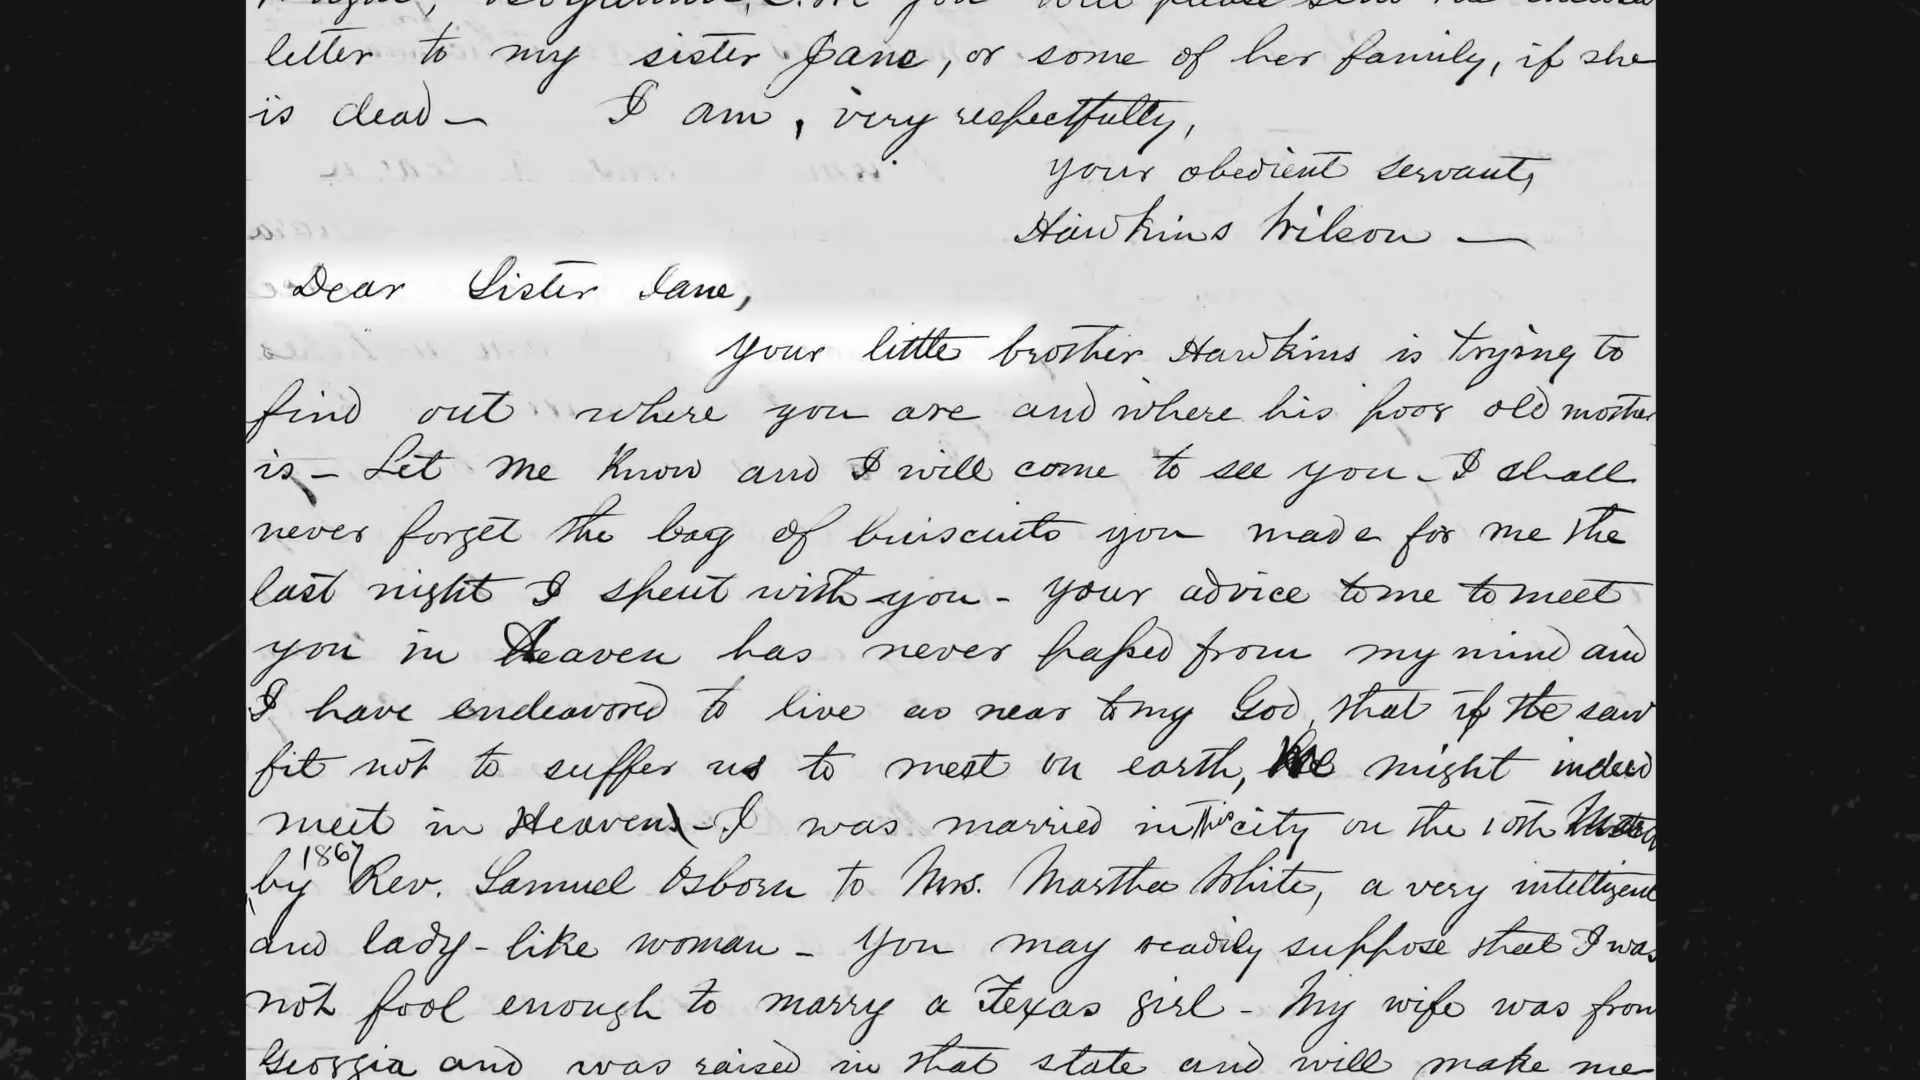 you will please send the enclosed
letter to my sister Jane, or some of her family, if she
is dead — I am, very respectfully,
your obedient servant,
Hawkins Wilson —
Dear Sister Jane,
your little brother Hawkins is trying to
find out where you are and where his poor old mother
is — Let me know and I will come to see you — I shall
never forget the bag of buiscuits you made for me the
last night I spent with you — your advice to me to meet
you in Heaven has never passed from my mind and
I have endeavored to live as near to my God, that if He saw
fit not to suffer us to meet on earth, we might indeed
meet in Heaven — I was married in this city on the 10th March
1867
by Rev. Samuel Osborn to Mrs. Martha White, a very intelligent
and lady-like woman — You may readily suppose that I was
not fool enough to marry a Texas girl — My wife was from
Georgia and was raised in that state and will make me